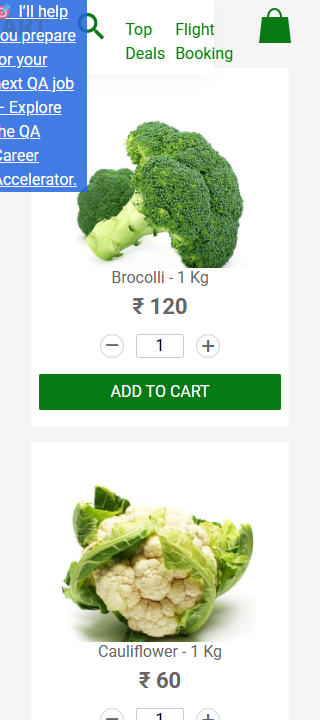 🎯 I'll help
you prepare
for your
next QA job
– Explore
the QA
Career
Accelerator.
Top
Deals
Flight
Booking
Brocolli - 1 Kg
₹ 120
– 1 +
ADD TO CART
Cauliflower - 1 Kg
₹ 60
– 1 +